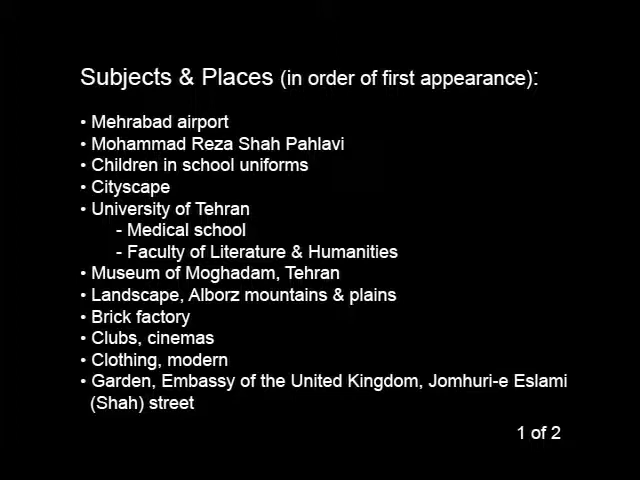 Subjects & Places (in order of first appearance):
• Mehrabad airport
• Mohammad Reza Shah Pahlavi
• Children in school uniforms
• Cityscape
• University of Tehran
- Medical school
- Faculty of Literature & Humanities
• Museum of Moghadam, Tehran
• Landscape, Alborz mountains & plains
• Brick factory
• Clubs, cinemas
• Clothing, modern
• Garden, Embassy of the United Kingdom, Jomhuri-e Eslami
(Shah) street
1 of 2